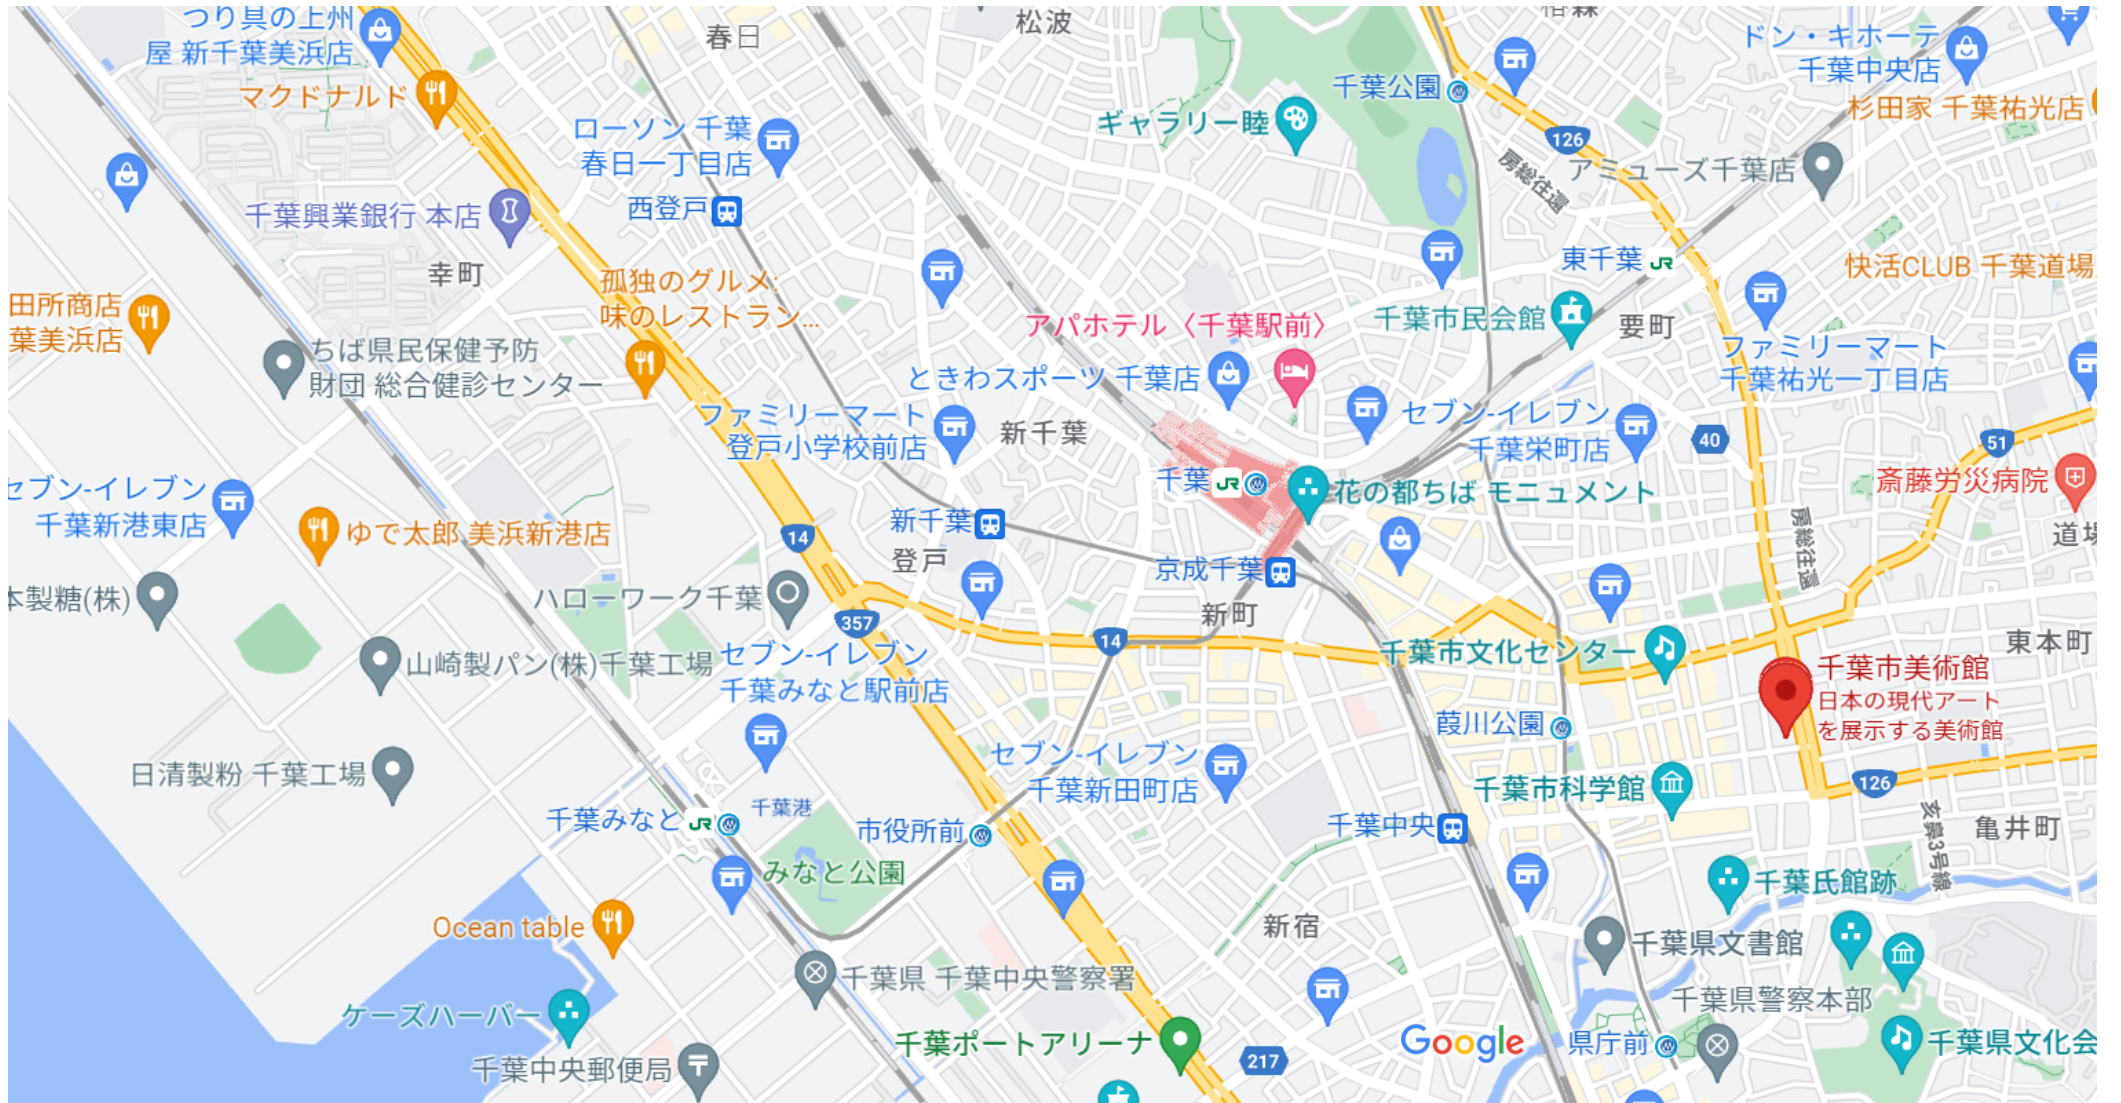 つり具の上州
屋 新千葉美浜店
マクドナルド
春日
松波
千葉公園
ドン・キホーテ
千葉中央店
杉田家 千葉祐光店
ローソン 千葉
春日一丁目店
ギャラリー睦
126
房総往還
アミューズ千葉店
西登戸
千葉興業銀行 本店
幸町
東千葉 JR
快活CLUB 千葉道場
孤独のグルメ:
味のレストラン...
田所商店
葉美浜店
アパホテル〈千葉駅前〉
千葉市民会館
要町
ちば県民保健予防
財団 総合健診センター
ときわスポーツ 千葉店
ファミリーマート
千葉祐光一丁目店
ファミリーマート
登戸小学校前店
新千葉
セブン-イレブン
千葉栄町店
40
51
斎藤労災病院
道場
セブン-イレブン
千葉新港東店
ゆで太郎 美浜新港店
14
新千葉
登戸
千葉 JR
花の都ちば モニュメント
房総往還
京成千葉
新町
本製糖(株)
ハローワーク千葉
357
14
千葉市文化センター
東本町
山崎製パン(株)千葉工場
セブン-イレブン
千葉みなと駅前店
千葉市美術館
日本の現代アート
を展示する美術館
葭川公園
日清製粉 千葉工場
セブン-イレブン
千葉新田町店
千葉市科学館
126
千葉みなと JR
千葉港
市役所前
千葉中央
亥鼻3号線
亀井町
みなと公園
千葉氏館跡
Ocean table
新宿
千葉県文書館
千葉県 千葉中央警察署
千葉県警察本部
ケーズハーバー
千葉ポートアリーナ
217
Google
県庁前
千葉県文化会
千葉中央郵便局